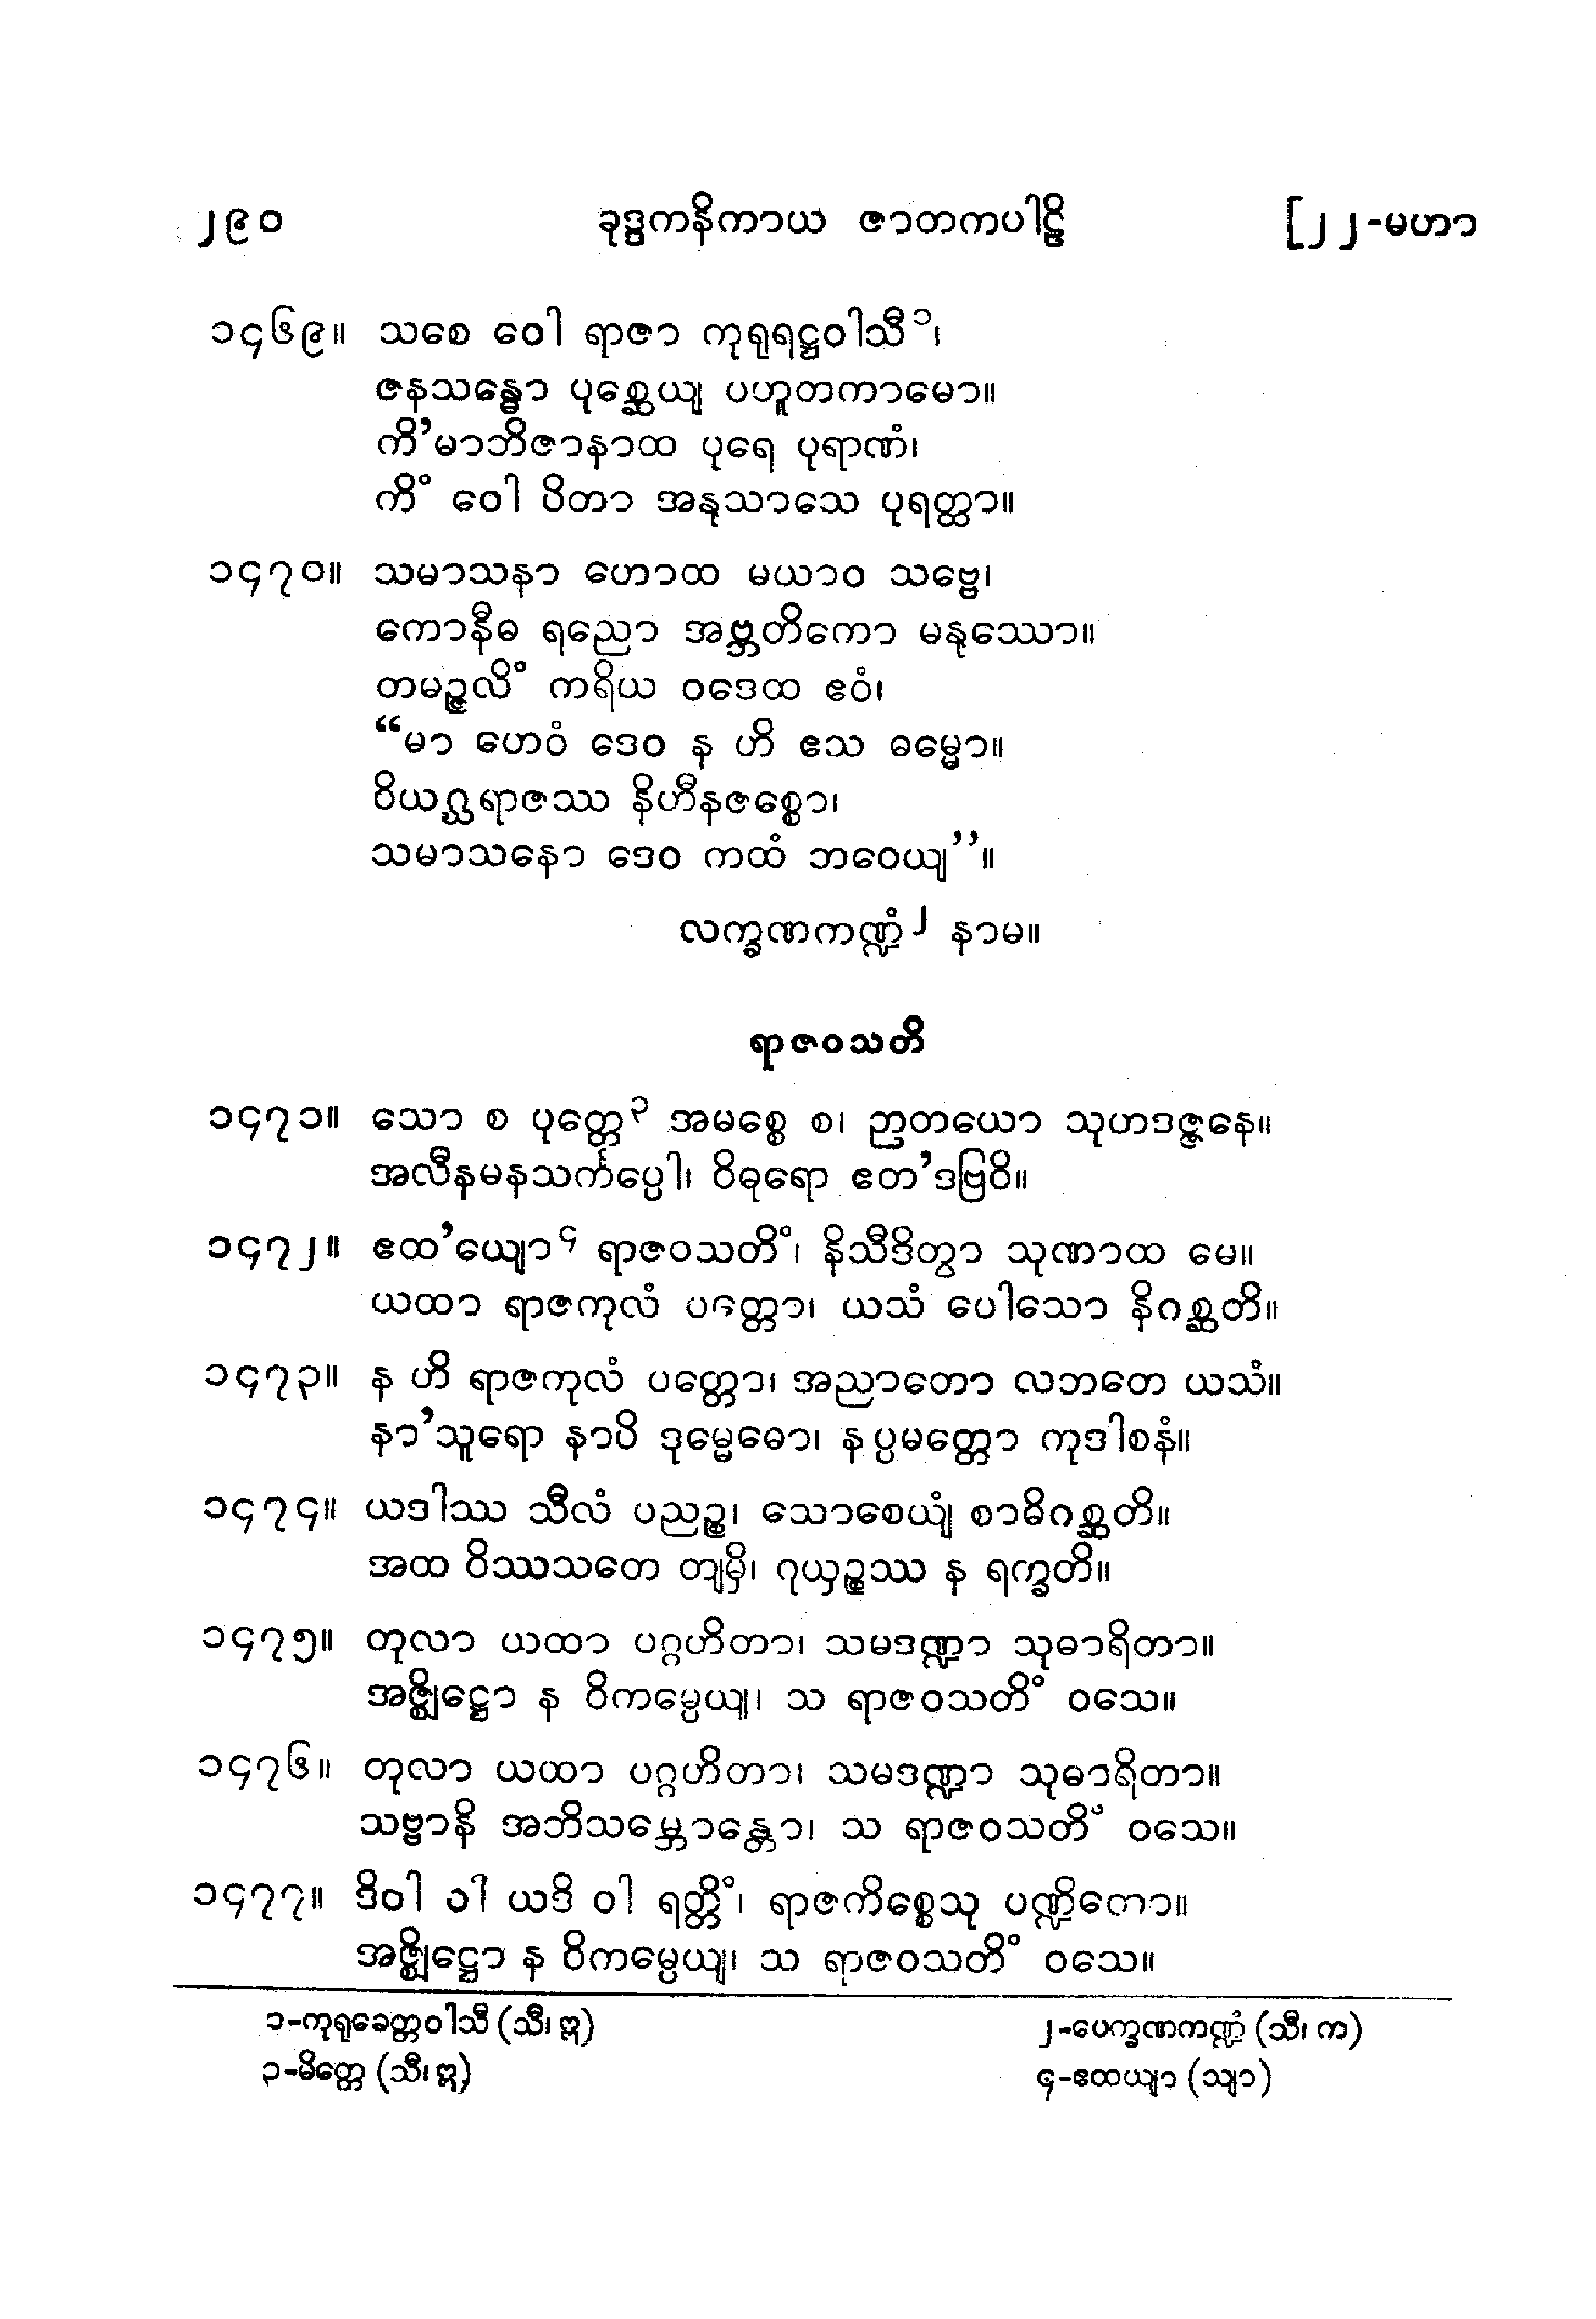 ၂၉၀ ခုဒ္ဒကနိကာယ ဇာတကပါဠိ [၂၂-မဟာ
၁၄၆၉။ သစေ ဝေါ ရာဇာ ကုရုရဋ္ဌဝါသီ၁၊
ဇနသန္ဓော ပုစ္ဆေယျ ပဟူတကာမော။
ကိ’မာဘိဇာနာထ ပုရေ ပုရာဏံ၊
ကိံ ဝေါ ပိတာ အနုသာသေ ပုရတ္ထာ။
၁၄၇၀။ သမာသနာ ဟောထ မယာဝ သဗ္ဗေ၊
ကောနီဓ ရညော အဗ္ဘတိကော မနုဿော။
တမဉ္ဇလိံ ကရိယ ဝဒေထ ဧဝံ၊
“မာ ဟေဝံ ဒေဝ န ဟိ ဧသ ဓမ္မော။
ဝိယဂ္ဃရာဇဿ နိဟီနဇစ္စော၊
သမာသနော ဒေဝ ကထံ ဘဝေယျ’’။
လက္ခဏကဏ္ဍံ၂ နာမ။
ရာဇဝသတိ
၁၄၇၁။ သော စ ပုတ္တေ၃ အမစ္စေ စ၊ ဉာတယော သုဟဒဇ္ဇနေ။
အလီနမနသင်္ကပ္ပေါ၊ ဝိဓုရော ဧတ’ဒဗြဝိ။
၁၄၇၂။ ဧထ’ယျော၄ ရာဇဝသတိံ၊ နိသီဒိတွာ သုဏာထ မေ။
ယထာ ရာဇကုလံ ပတ္တော၊ ယသံ ပေါသော နိဂစ္ဆတိ။
၁၄၇၃။ န ဟိ ရာဇကုလံ ပတ္တော၊ အညာတော လဘတေ ယသံ။
နာ’သူရော နာပိ ဒုမ္မေဓော၊ နပ္ပမတ္တော ကုဒါစနံ။
၁၄၇၄။ ယဒါဿ သီလံ ပညဉ္စ၊ သောစေယျံ စာဓိဂစ္ဆတိ။
အထ ဝိဿသတေ တျမှိ၊ ဂုယှဉ္စဿ န ရက္ခတိ။
၁၄၇၅။ တုလာ ယထာ ပဂ္ဂဟိတာ၊ သမဒဏ္ဍာ သုဓာရိတာ။
အဇ္ဈိဋ္ဌော န ဝိကမ္ပေယျ၊ သ ရာဇဝသတိံ ဝသေ။
၁၄၇၆။ တုလာ ယထာ ပဂ္ဂဟိတာ၊ သမဒဏ္ဍာ သုဓာရိတာ။
သဗ္ဗာနိ အဘိသမ္ဘောန္တော၊ သ ရာဇဝသတိံ ဝသေ။
၁၄၇၇။ ဒိဝါ ဝါ ယဒိ ဝါ ရတ္တိံ၊ ရာဇကိစ္စေသု ပဏ္ဍိတော။
အဇ္ဈိဋ္ဌော န ဝိကမ္ပေယျ၊ သ ရာဇဝသတိံ ဝသေ။
၁-ကုရုခေတ္တဝါသီ (သီ၊ ဣ) ၂-ပေက္ခဏကဏ္ဍံ (သီ၊ က)
၃-မိတ္တေ (သီ၊ ဣ) ၄-ဧထယျာ (သျာ)